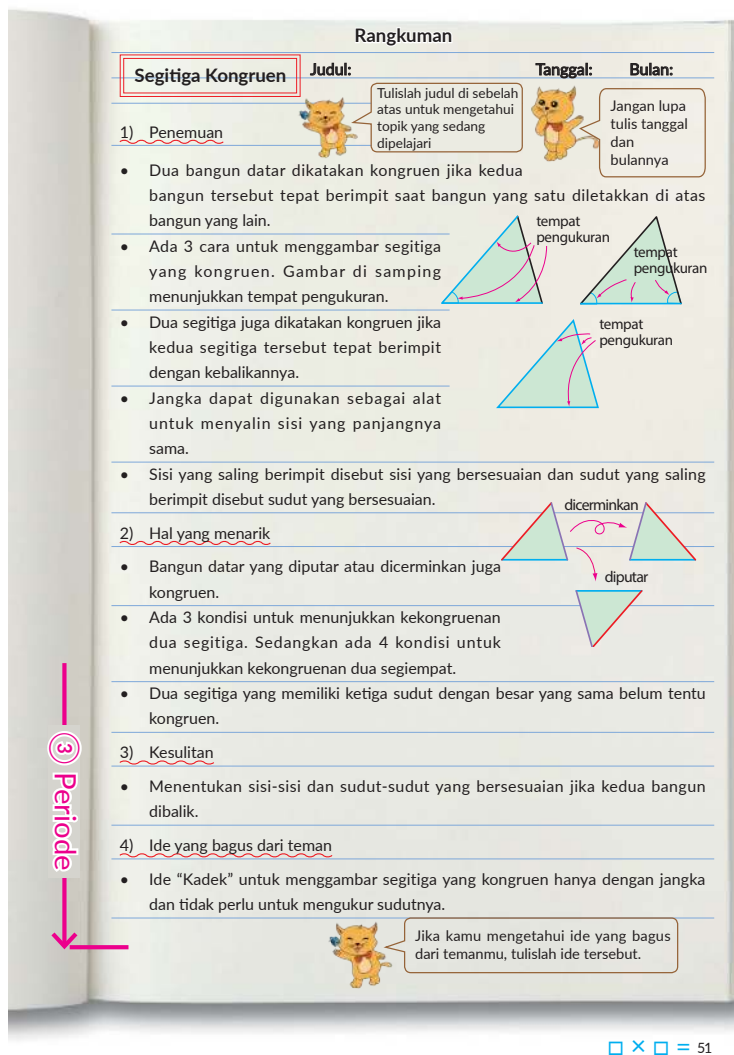 Rangkuman
Segitiga Kongruen
Judul:
Tanggal:
Bulan:
Tulislah judul di sebelah
atas untuk mengetahui
topik yang sedang
dipelajari
Jangan lupa
tulis tanggal
dan
bulannya
1) Penemuan
• Dua bangun datar dikatakan kongruen jika kedua
bangun tersebut tepat berimpit saat bangun yang satu diletakkan di atas
bangun yang lain.
• Ada 3 cara untuk menggambar segitiga
yang kongruen. Gambar di samping
menunjukkan tempat pengukuran.
tempat
pengukuran
tempat
pengukuran
• Dua segitiga juga dikatakan kongruen jika
kedua segitiga tersebut tepat berimpit
dengan kebalikannya.
tempat
pengukuran
• Jangka dapat digunakan sebagai alat
untuk menyalin sisi yang panjangnya
sama.
• Sisi yang saling berimpit disebut sisi yang bersesuaian dan sudut yang saling
berimpit disebut sudut yang bersesuaian.
dicerminkan
diputar
2) Hal yang menarik
• Bangun datar yang diputar atau dicerminkan juga
kongruen.
• Ada 3 kondisi untuk menunjukkan kekongruenan
dua segitiga. Sedangkan ada 4 kondisi untuk
menunjukkan kekongruenan dua segiempat.
• Dua segitiga yang memiliki ketiga sudut dengan besar yang sama belum tentu
kongruen.
3) Kesulitan
• Menentukan sisi-sisi dan sudut-sudut yang bersesuaian jika kedua bangun
dibalik.
4) Ide yang bagus dari teman
• Ide “Kadek” untuk menggambar segitiga yang kongruen hanya dengan jangka
dan tidak perlu untuk mengukur sudutnya.
Jika kamu mengetahui ide yang bagus
dari temanmu, tulislah ide tersebut.
③ Periode
□ × □ = 51